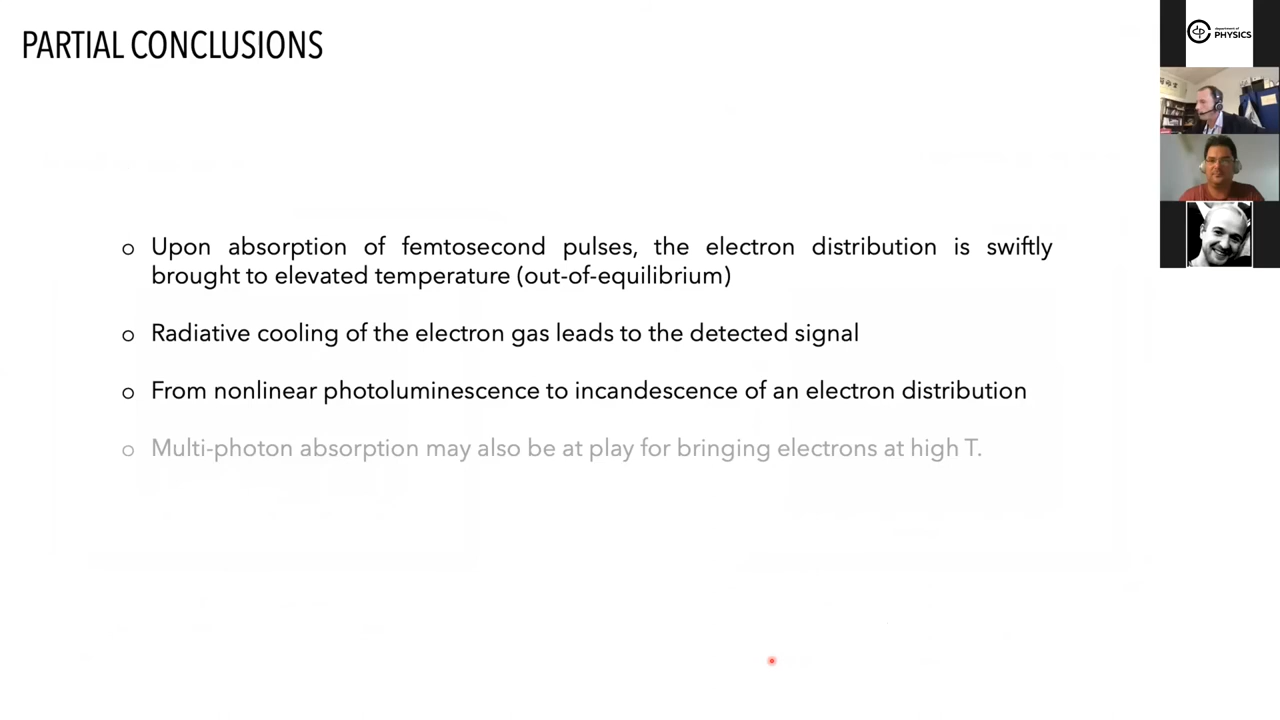 PARTIAL CONCLUSIONS
department of
PHYSICS
o Upon absorption of femtosecond pulses, the electron distribution is swiftly
brought to elevated temperature (out-of-equilibrium)
o Radiative cooling of the electron gas leads to the detected signal
o From nonlinear photoluminescence to incandescence of an electron distribution
o Multi-photon absorption may also be at play for bringing electrons at high T.